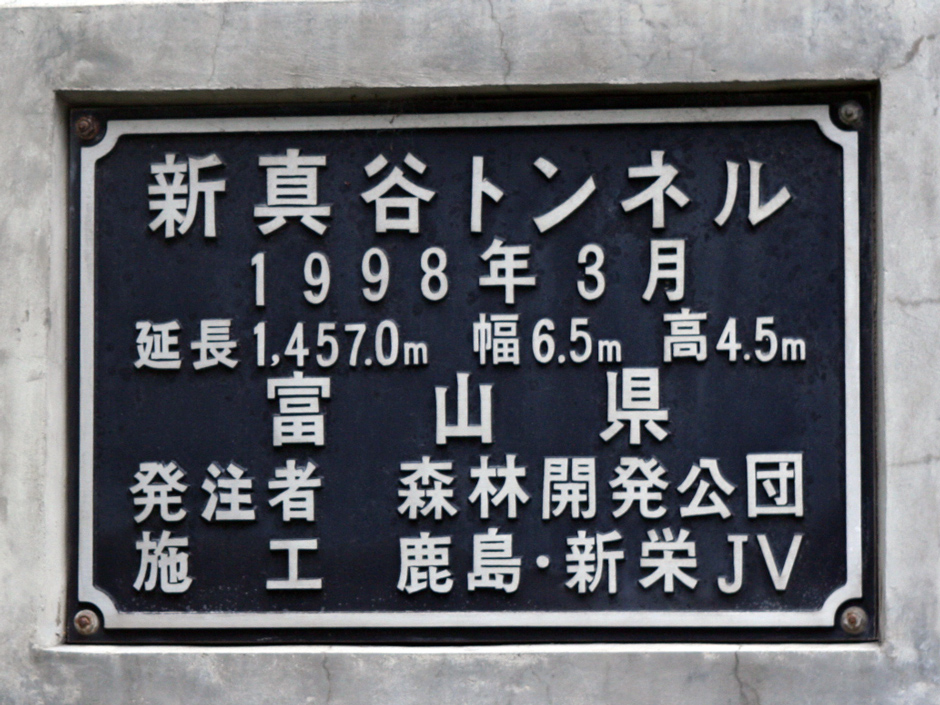 新真谷トンネル
1998年3月
延長1,457.0m 幅6.5m 高4.5m
富山県
発注者 森林開発公団
施工 鹿島・新栄JV